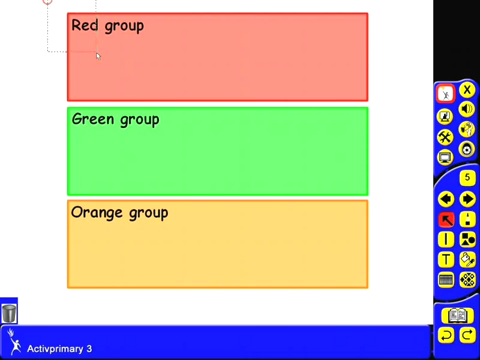 Red group
Green group
Orange group
5
T
X
Activprimary 3